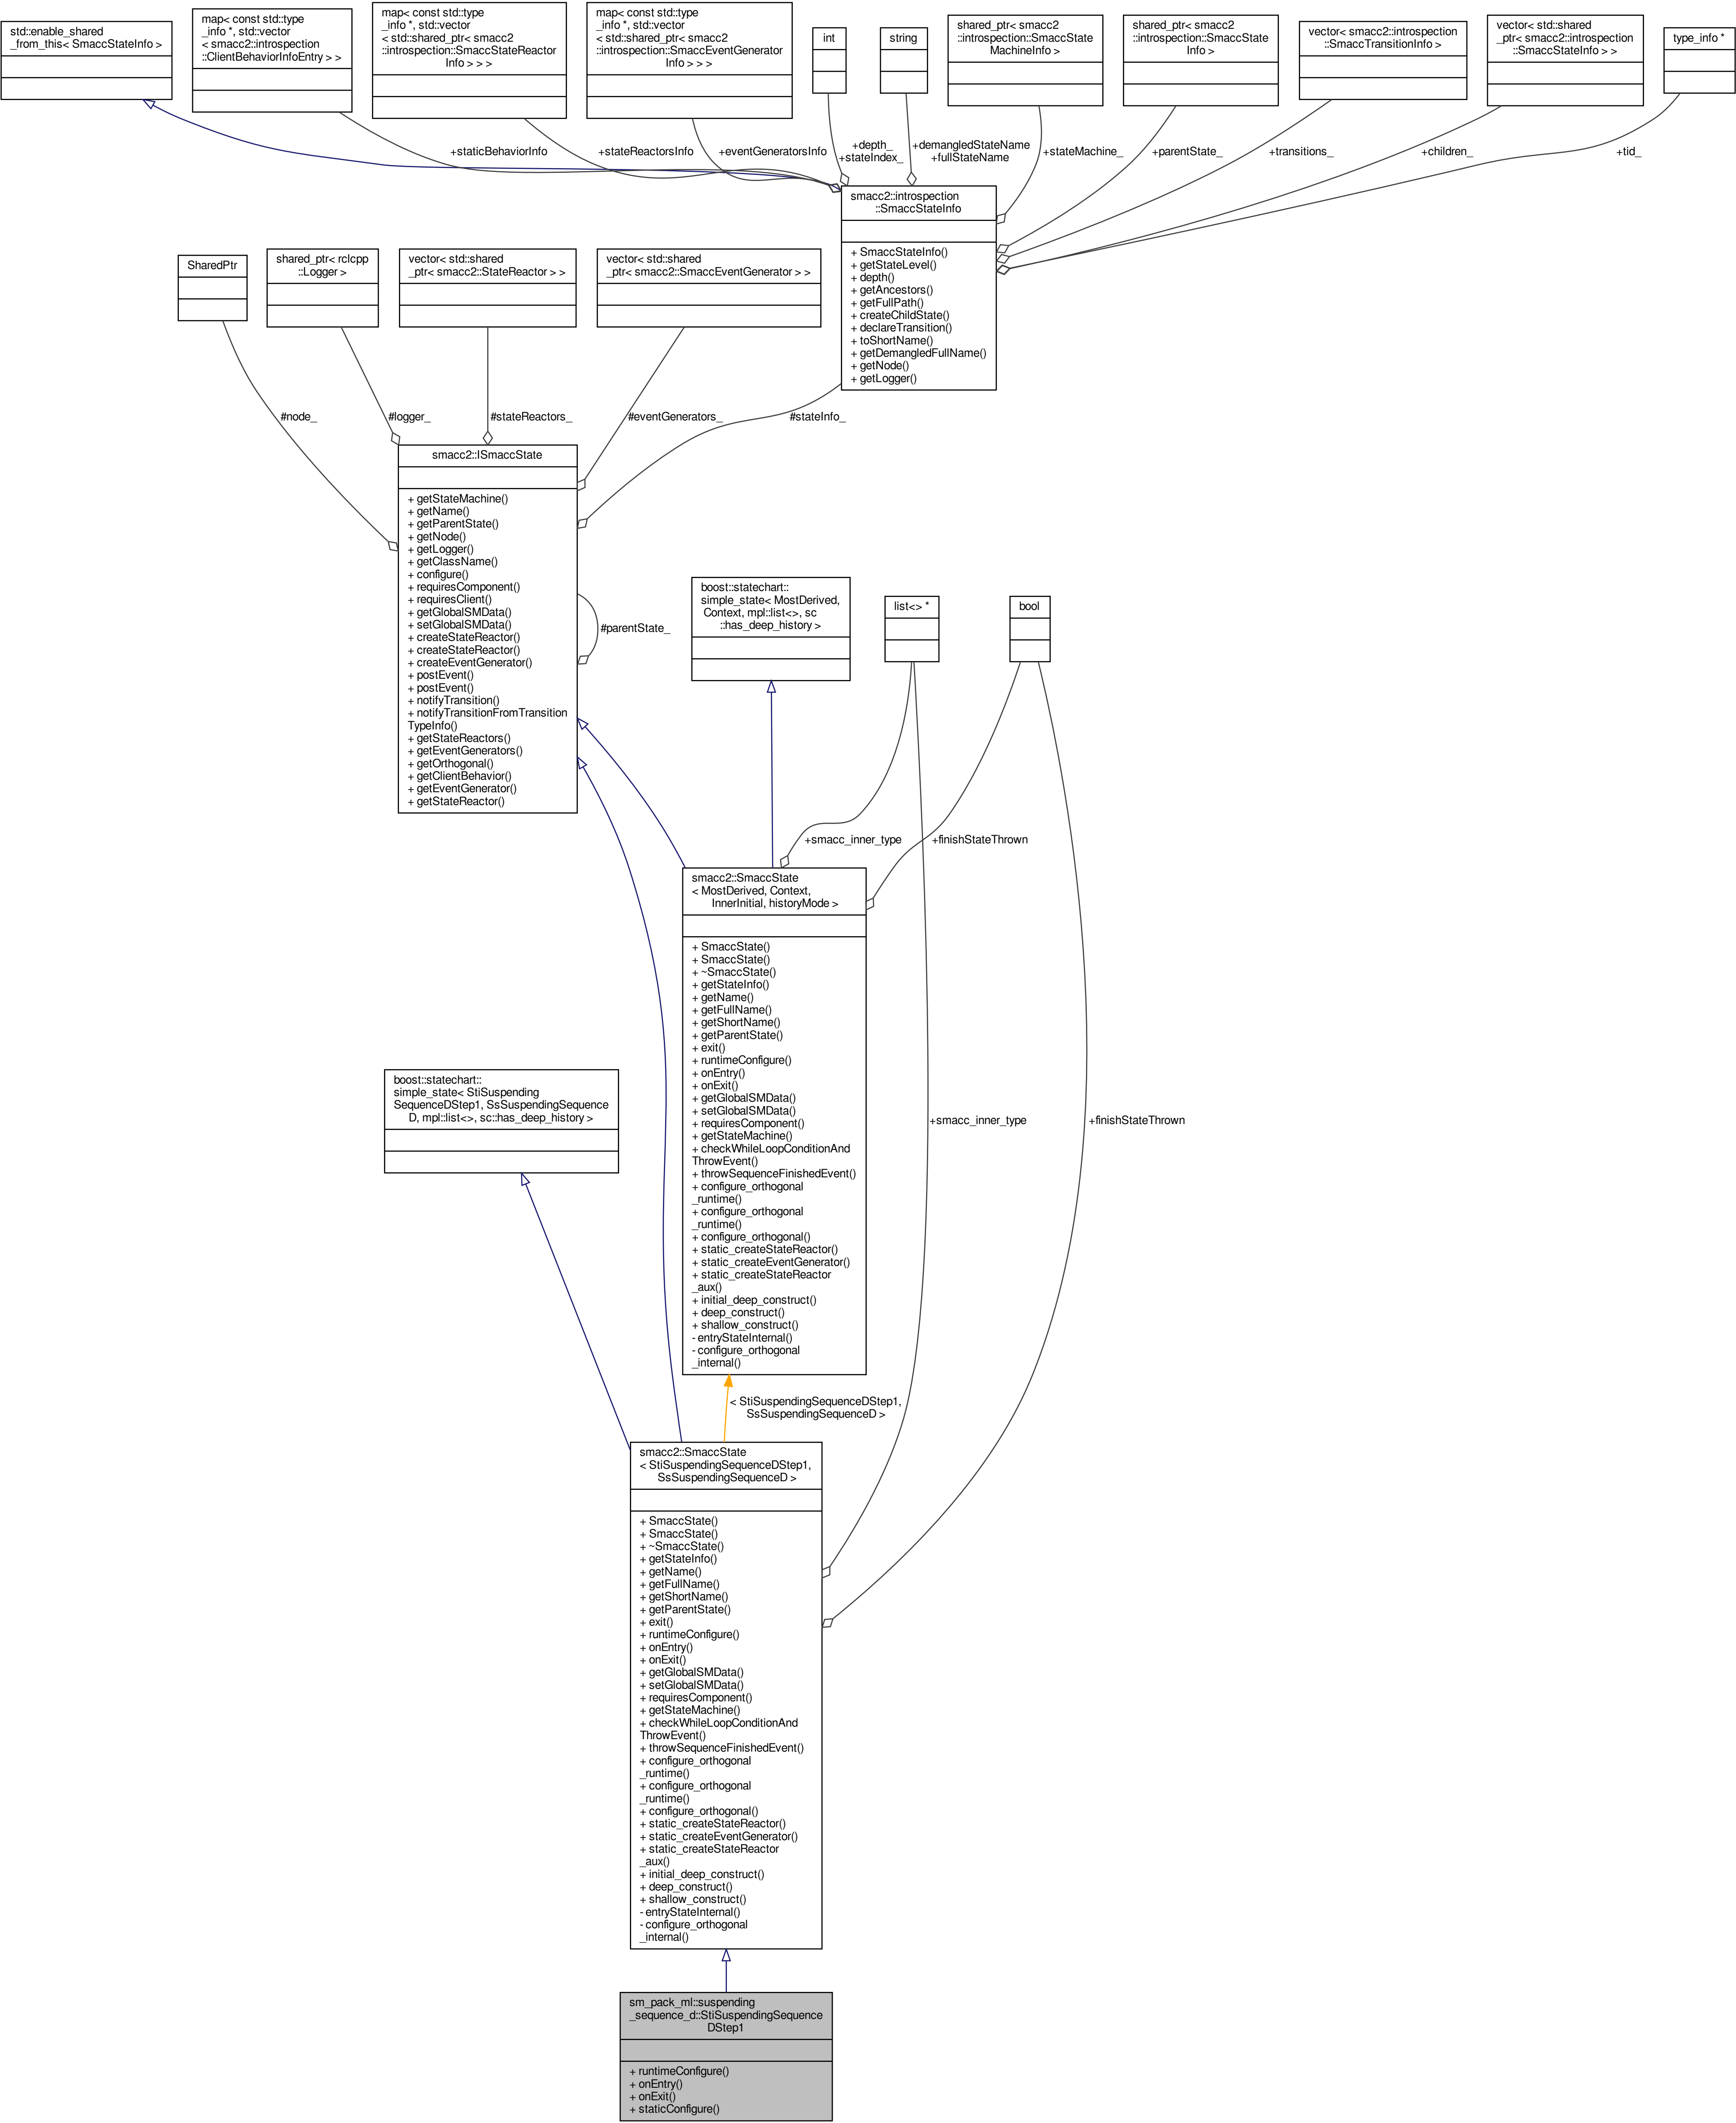 std::enable_shared
_from_this< SmaccStateInfo >
map< const std::type
_info *, std::vector
< smacc2::introspection
::ClientBehaviorInfoEntry > >
map< const std::type
_info *, std::vector
< std::shared_ptr< smacc2
::introspection::SmaccStateReactor
Info > > >
map< const std::type
_info *, std::vector
< std::shared_ptr< smacc2
::introspection::SmaccEventGenerator
Info > > >
int
string
shared_ptr< smacc2
::introspection::SmaccState
MachineInfo >
shared_ptr< smacc2
::introspection::SmaccState
Info >
vector< smacc2::introspection
::SmaccTransitionInfo >
vector< std::shared
_ptr< smacc2::introspection
::SmaccStateInfo > >
type_info *
+staticBehaviorInfo
+stateReactorsInfo
+eventGeneratorsInfo
+depth_
+stateIndex_
+demangledStateName
+fullStateName
+stateMachine_
+parentState_
+transitions_
+children_
+tid_
smacc2::introspection
::SmaccStateInfo
+ SmaccStateInfo()
+ getStateLevel()
+ depth()
+ getAncestors()
+ getFullPath()
+ createChildState()
+ declareTransition()
+ toShortName()
+ getDemangledFullName()
+ getNode()
+ getLogger()
SharedPtr
shared_ptr< rclcpp
::Logger >
vector< std::shared
_ptr< smacc2::StateReactor > >
vector< std::shared
_ptr< smacc2::SmaccEventGenerator > >
#node_
#logger_
#stateReactors_
#eventGenerators_
#stateInfo_
smacc2::ISmaccState
+ getStateMachine()
+ getName()
+ getParentState()
+ getNode()
+ getLogger()
+ getClassName()
+ configure()
+ requiresComponent()
+ requiresClient()
+ getGlobalSMData()
+ setGlobalSMData()
+ createStateReactor()
+ createStateReactor()
+ createEventGenerator()
+ postEvent()
+ postEvent()
+ notifyTransition()
+ notifyTransitionFromTransition
TypeInfo()
+ getStateReactors()
+ getEventGenerators()
+ getOrthogonal()
+ getClientBehavior()
+ getEventGenerator()
+ getStateReactor()
#parentState_
boost::statechart::
simple_state< MostDerived,
Context, mpl::list<>, sc
::has_deep_history >
list<> *
bool
+smacc_inner_type
+finishStateThrown
smacc2::SmaccState
< MostDerived, Context,
InnerInitial, historyMode >
+ SmaccState()
+ SmaccState()
+ ~SmaccState()
+ getStateInfo()
+ getName()
+ getFullName()
+ getShortName()
+ getParentState()
+ exit()
+ runtimeConfigure()
+ onEntry()
+ onExit()
+ getGlobalSMData()
+ setGlobalSMData()
+ requiresComponent()
+ getStateMachine()
+ checkWhileLoopConditionAnd
ThrowEvent()
+ throwSequenceFinishedEvent()
+ configure_orthogonal
_runtime()
+ configure_orthogonal
_runtime()
+ configure_orthogonal()
+ static_createStateReactor()
+ static_createEventGenerator()
+ static_createStateReactor
_aux()
+ initial_deep_construct()
+ deep_construct()
+ shallow_construct()
- entryStateInternal()
- configure_orthogonal
_internal()
boost::statechart::
simple_state< StiSuspending
SequenceDStep1, SsSuspendingSequence
D, mpl::list<>, sc::has_deep_history >
+smacc_inner_type
+finishStateThrown
< StiSuspendingSequenceDStep1,
SsSuspendingSequenceD >
smacc2::SmaccState
< StiSuspendingSequenceDStep1,
SsSuspendingSequenceD >
+ SmaccState()
+ SmaccState()
+ ~SmaccState()
+ getStateInfo()
+ getName()
+ getFullName()
+ getShortName()
+ getParentState()
+ exit()
+ runtimeConfigure()
+ onEntry()
+ onExit()
+ getGlobalSMData()
+ setGlobalSMData()
+ requiresComponent()
+ getStateMachine()
+ checkWhileLoopConditionAnd
ThrowEvent()
+ throwSequenceFinishedEvent()
+ configure_orthogonal
_runtime()
+ configure_orthogonal
_runtime()
+ configure_orthogonal()
+ static_createStateReactor()
+ static_createEventGenerator()
+ static_createStateReactor
_aux()
+ initial_deep_construct()
+ deep_construct()
+ shallow_construct()
- entryStateInternal()
- configure_orthogonal
_internal()
sm_pack_ml::suspending
_sequence_d::StiSuspendingSequence
DStep1
+ runtimeConfigure()
+ onEntry()
+ onExit()
+ staticConfigure()